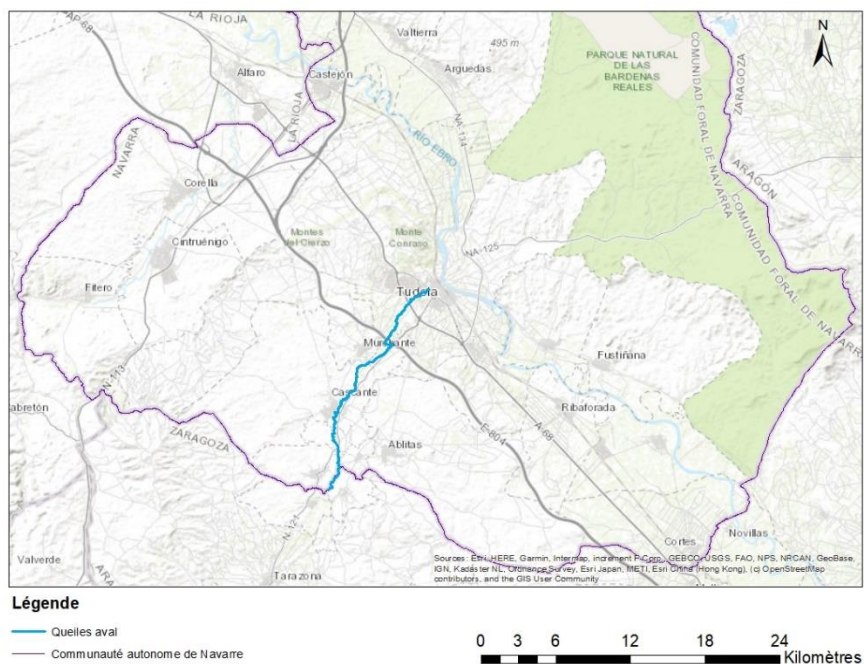 LA RIOJA
AP-68
Valtierra
495 m
Arguedas
PARQUE NATURAL
DE LAS
BARDENAS
REALES
N
ZARAGOZA
COMUNIDAD FORAL DE NAVARRA
ARAGÓN
COMUNIDAD FORAL DE NAVARRA
Alfaro
Castejón
LA RIOJA
NAVARRA
NA-134
RÍO EBRO
Corella
Montes
del Cierzo
Monte
Cintruénigo
NA-125
Fitero
Tudela
Murchante
Fustiñana
N-113
Cascante
Ribaforada
ZARAGOZA
Ablitas
E-804
A-68
N-121
Cortes
Novillas
Valverde
Tarazona
Sources: Esri, HERE, Garmin, Intermap, increment P Corp., GEBCO, USGS, FAO, NPS, NRCAN, GeoBase,
IGN, Kadaster NL, Ordnance Survey, Esri Japan, METI, Esri China (Hong Kong), (c) OpenStreetMap
contributors, and the GIS User Community
Légende
Queiles aval
Communauté autonome de Navarre
0 3 6 12 18 24
Kilomètres